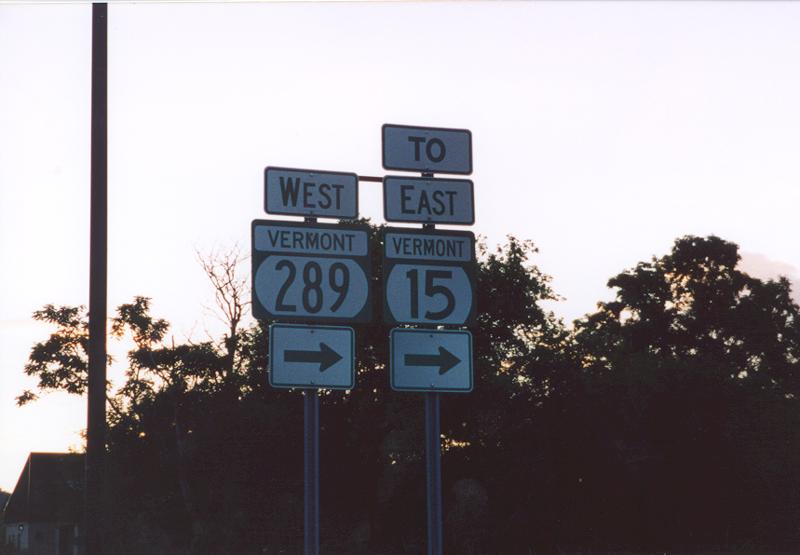 WEST
VERMONT
289
TO
EAST
VERMONT
15